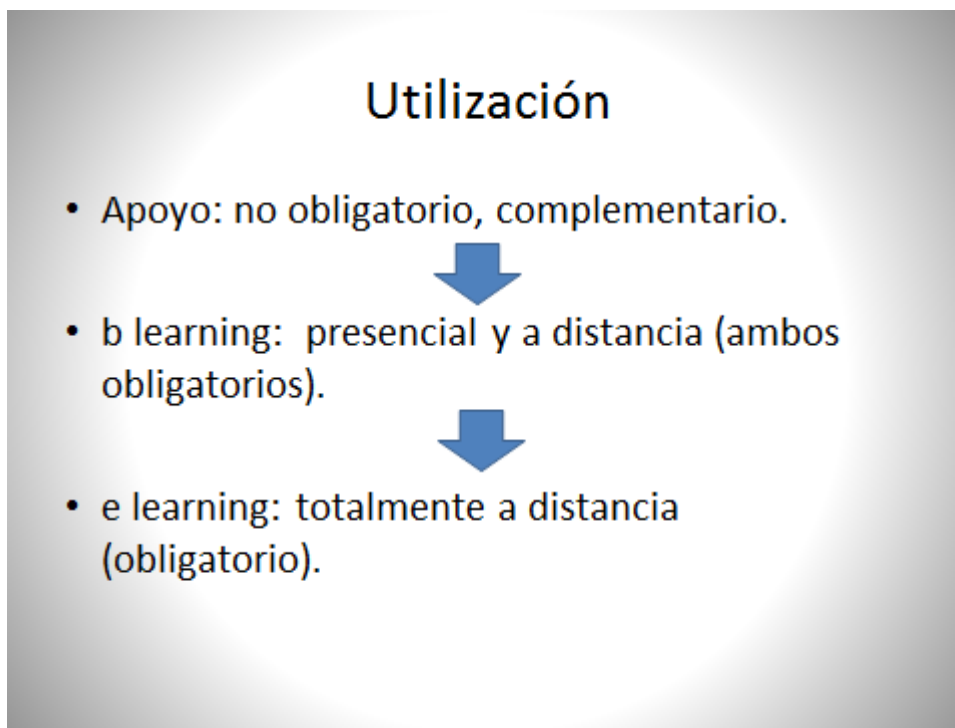 Utilización
• Apoyo: no obligatorio, complementario.
• b learning:  presencial y a distancia (ambos
obligatorios).
• e learning: totalmente a distancia
(obligatorio).